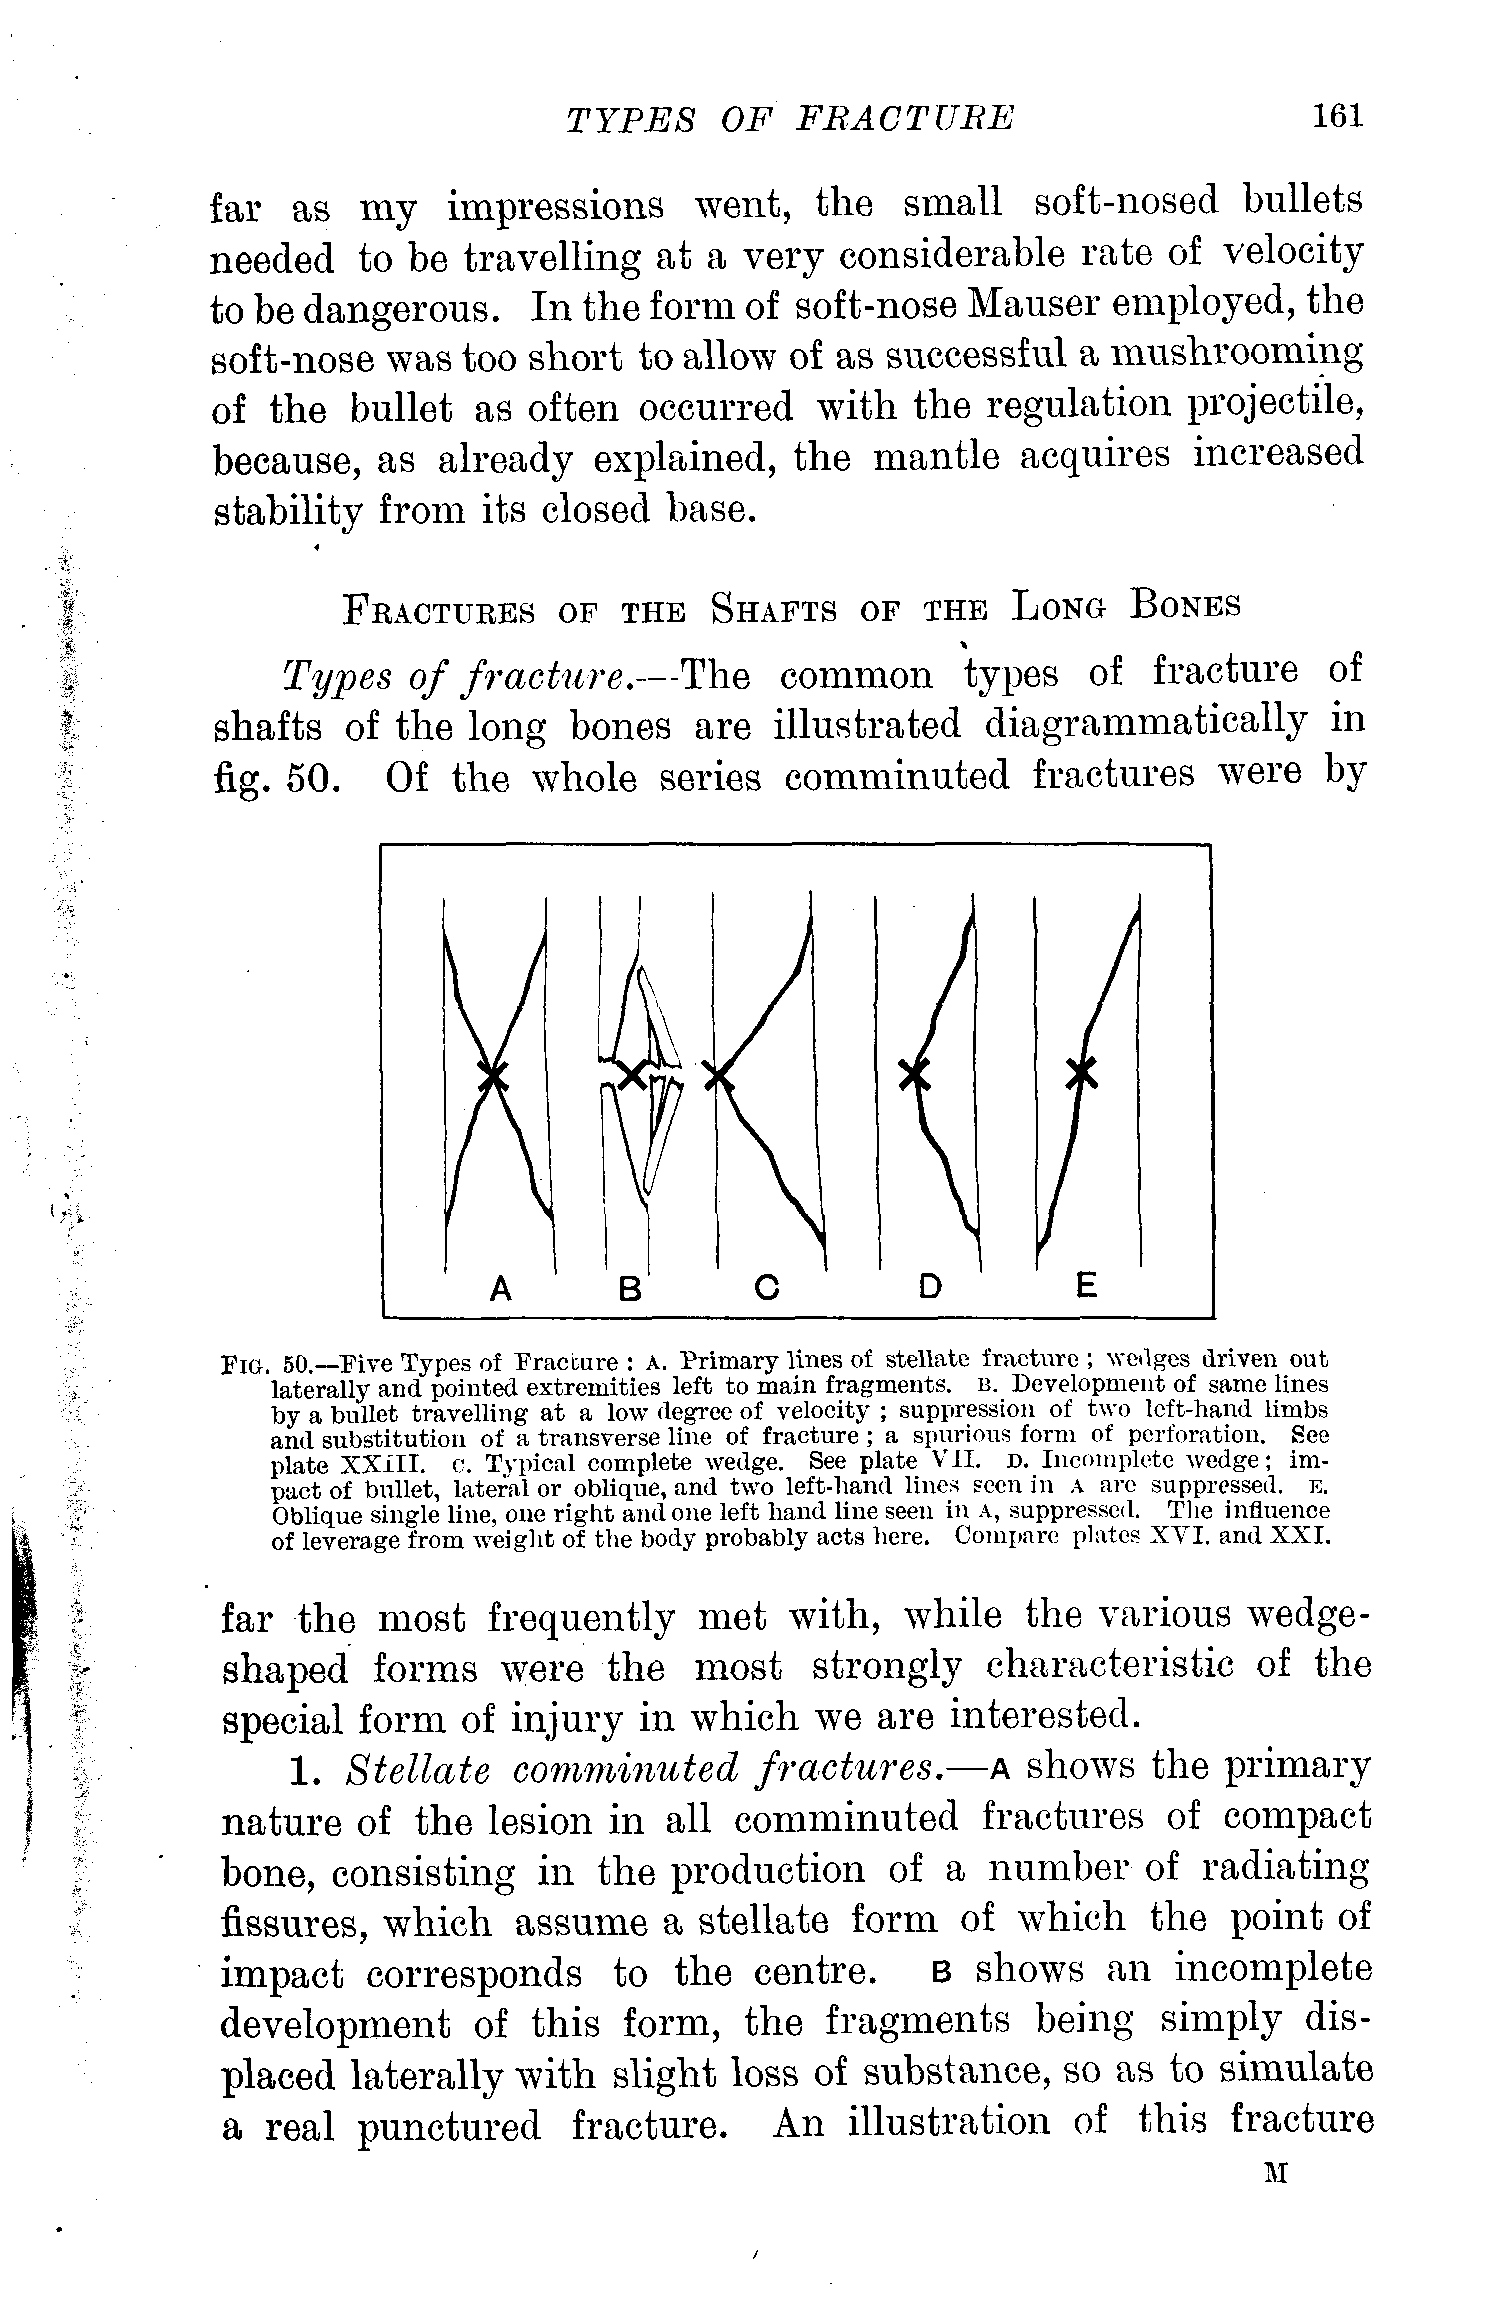 TYPES OF FRACTURE 161
far as my impressions went, the small soft-nosed bullets
needed to be travelling at a very considerable rate of velocity
to be dangerous. In the form of soft-nose Mauser employed, the
soft-nose was too short to allow of as successful a mushrooming
of the bullet as often occurred with the regulation projectile,
because, as already explained, the mantle acquires increased
stability from its closed base.
FRACTURES OF THE SHAFTS OF THE LONG BONES
Types of fracture.—The common types of fracture of
shafts of the long bones are illustrated diagrammatically in
fig. 50. Of the whole series comminuted fractures were by
A B C D E
FIG. 50.—Five Types of Fracture : A. Primary lines of stellate fracture ; wedges driven out
laterally and pointed extremities left to main fragments. B. Development of same lines
by a bullet travelling at a low degree of velocity ; suppression of two left-hand limbs
and substitution of a transverse line of fracture ; a spurious form of perforation. See
plate XXIII. C. Typical complete wedge. See plate VII. D. Incomplete wedge ; im-
pact of bullet, lateral or oblique, and two left-hand lines seen in A are suppressed. E.
Oblique single line, one right and one left hand line seen in A, suppressed. The influence
of leverage from weight of the body probably acts here. Compare plates XVI. and XXI.
far the most frequently met with, while the various wedge-
shaped forms were the most strongly characteristic of the
special form of injury in which we are interested.
1. Stellate comminuted fractures.—A shows the primary
nature of the lesion in all comminuted fractures of compact
bone, consisting in the production of a number of radiating
fissures, which assume a stellate form of which the point of
impact corresponds to the centre. B shows an incomplete
development of this form, the fragments being simply dis-
placed laterally with slight loss of substance, so as to simulate
a real punctured fracture. An illustration of this fracture
M